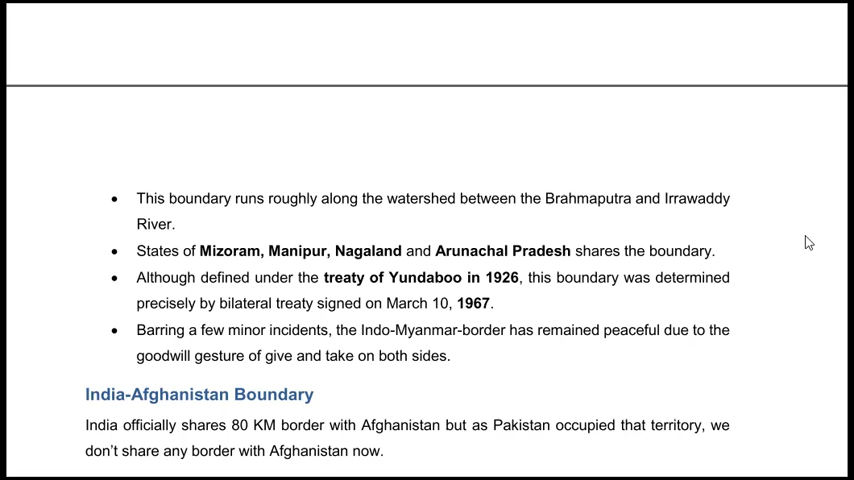 • This boundary runs roughly along the watershed between the Brahmaputra and Irrawaddy
River.
• States of Mizoram, Manipur, Nagaland and Arunachal Pradesh shares the boundary.
• Although defined under the treaty of Yundaboo in 1926, this boundary was determined
precisely by bilateral treaty signed on March 10, 1967.
• Barring a few minor incidents, the Indo-Myanmar-border has remained peaceful due to the
goodwill gesture of give and take on both sides.
India-Afghanistan Boundary
India officially shares 80 KM border with Afghanistan but as Pakistan occupied that territory, we
don’t share any border with Afghanistan now.